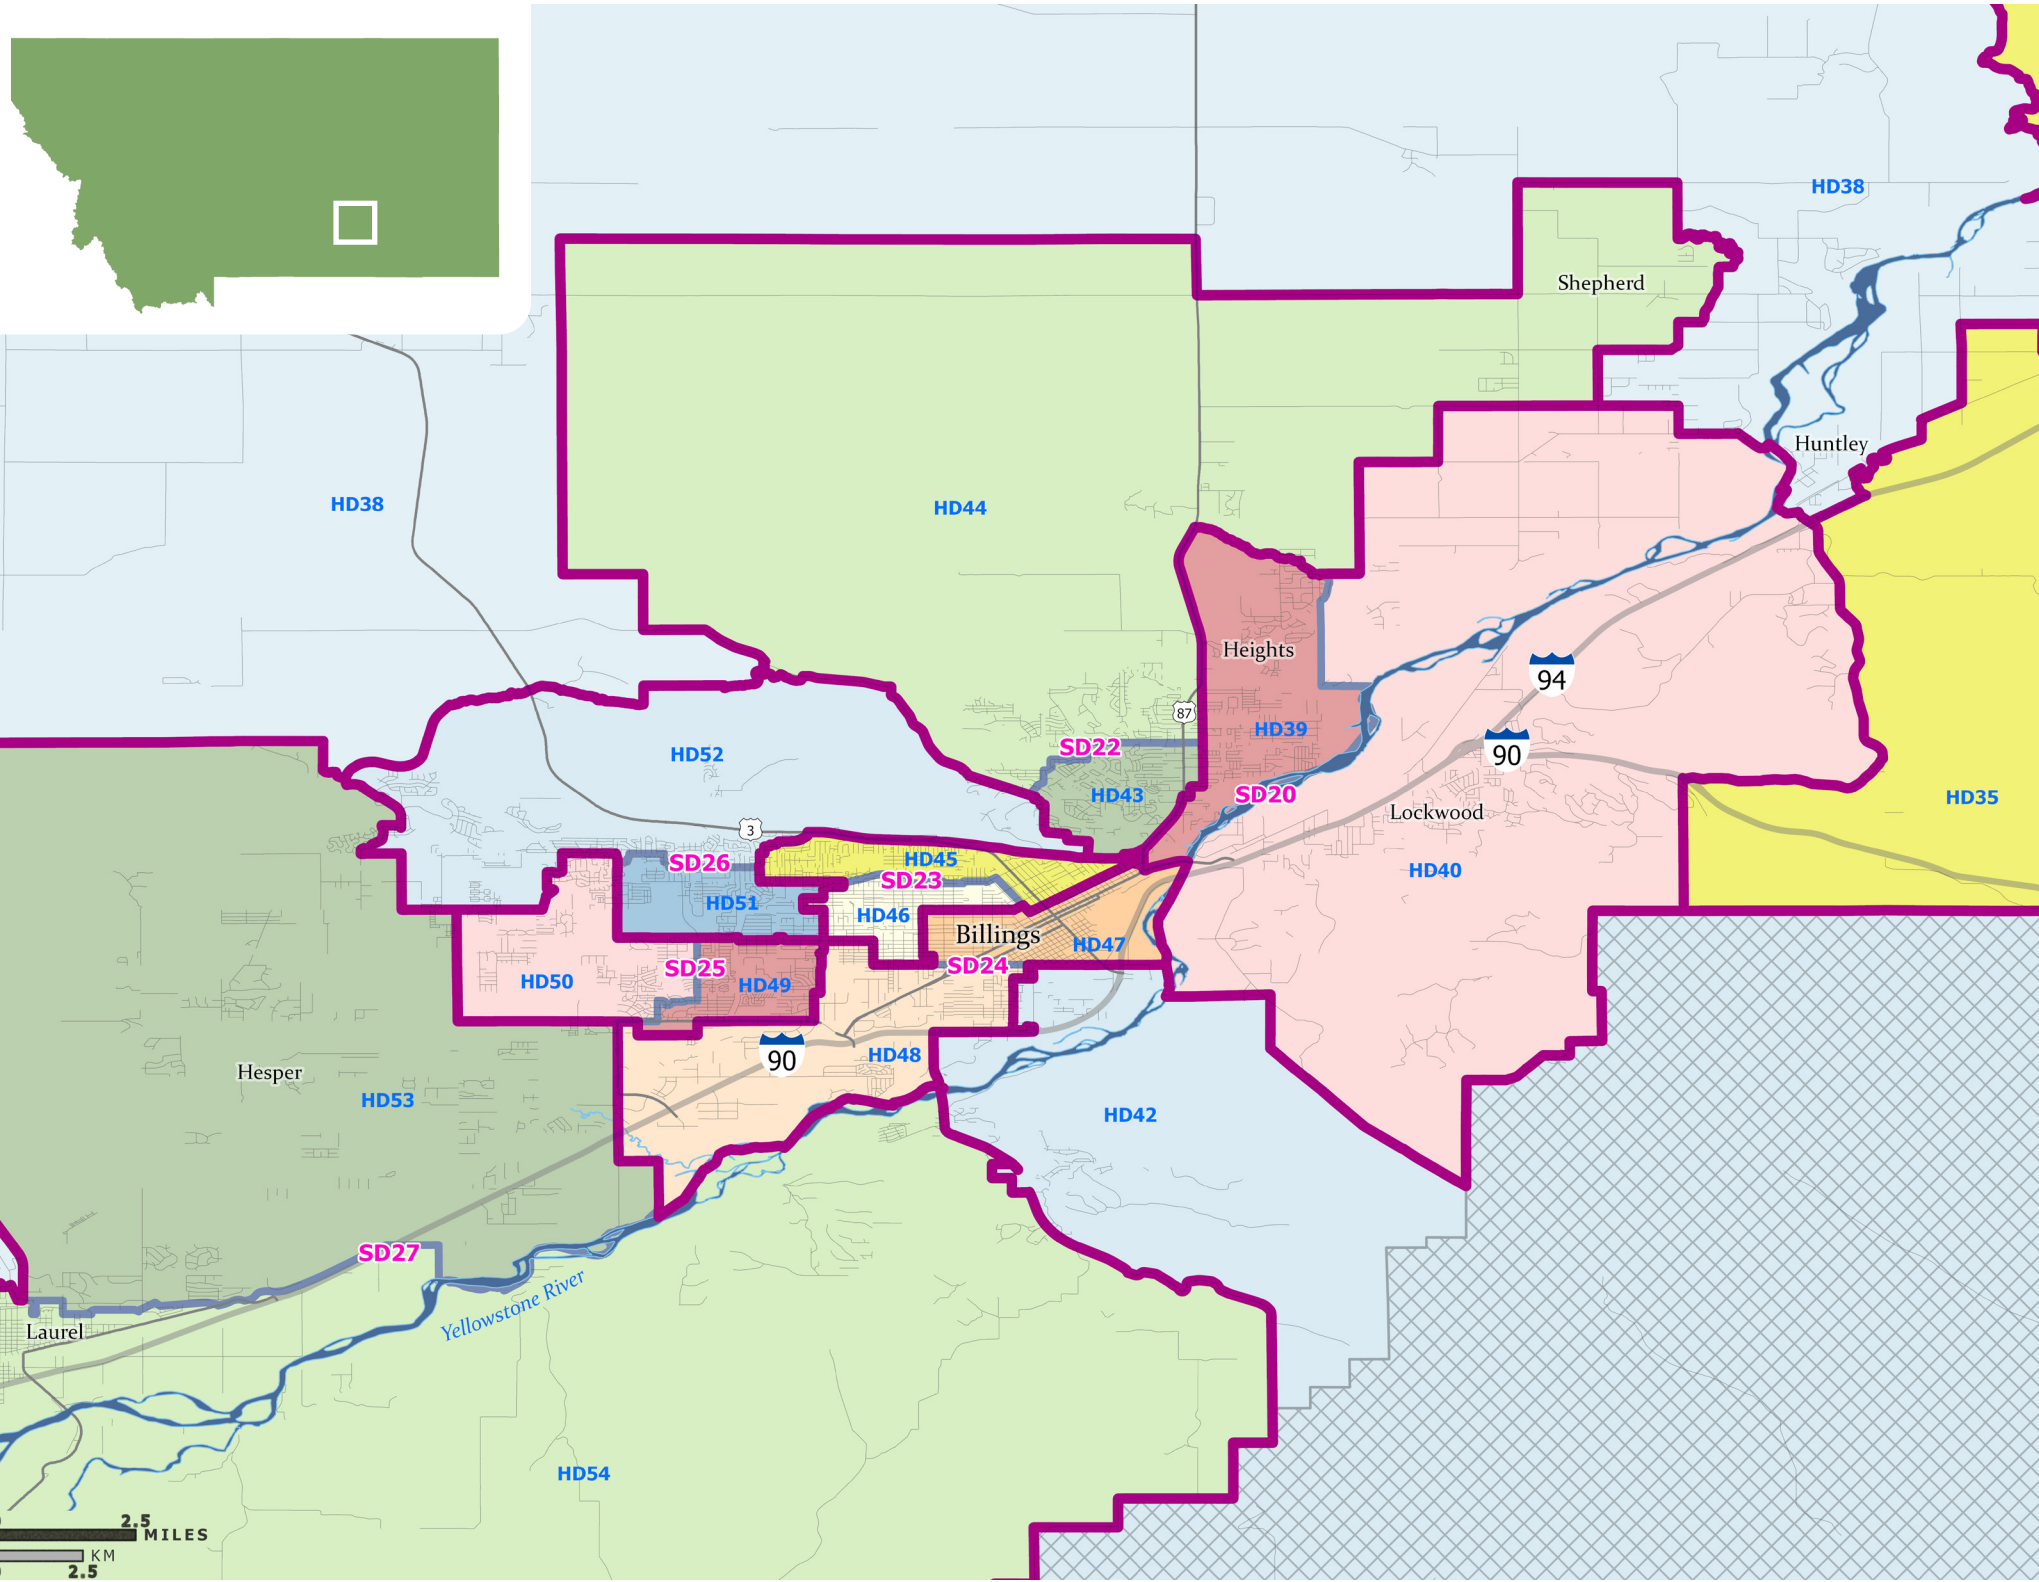 HD38
Shepherd
HD38
HD44
Huntley
Heights
94
87
HD39
90
SD22
HD52
HD43
SD20
HD35
Lockwood
3
HD45
SD26
SD23
HD40
HD51
HD46
Billings
HD47
SD25
SD24
HD50
HD49
90
HD48
Hesper
HD53
HD42
SD27
Yellowstone River
Laurel
HD54
2.5
MILES
KM
2.5